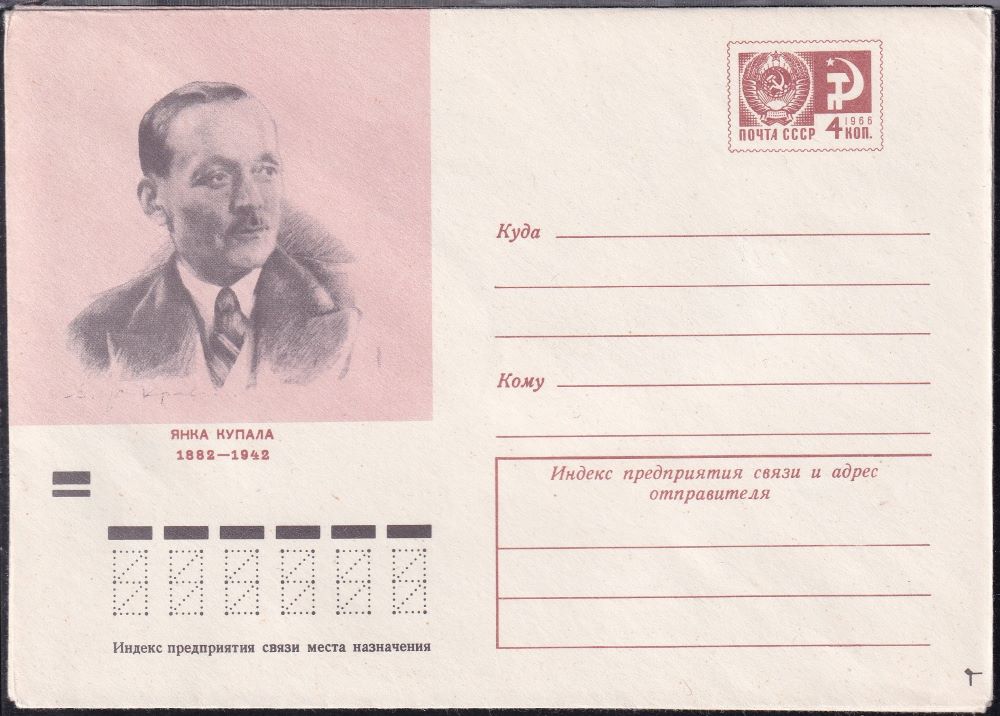 ЯНКА КУПАЛА
1882—1942
1966
ПОЧТА СССР 4 КОП.
Куда
Кому
Индекс предприятия связи и адрес
отправителя
Индекс предприятия связи места назначения